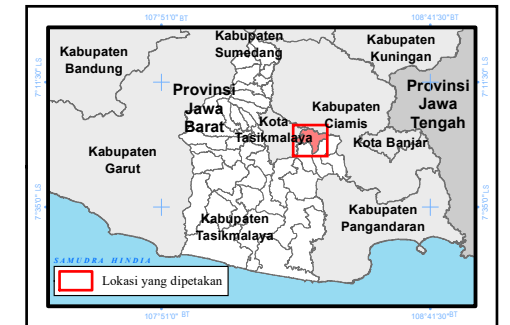 107°51'0" BT
108°41'30" BT
Kabupaten
Sumedang
Kabupaten
Bandung
Kabupaten
Kuningan
7°11'30" LS
7°11'30" LS
Provinsi
Jawa
Barat
Provinsi
Jawa
Tengah
Kabupaten
Ciamis
Kota
Tasikmalaya
Kota Banjar
Kabupaten
Garut
7°35'0" LS
7°35'0" LS
Kabupaten
Tasikmalaya
Kabupaten
Pangandaran
SAMUDRA HINDIA
Lokasi yang dipetakan
107°51'0" BT
108°41'30" BT